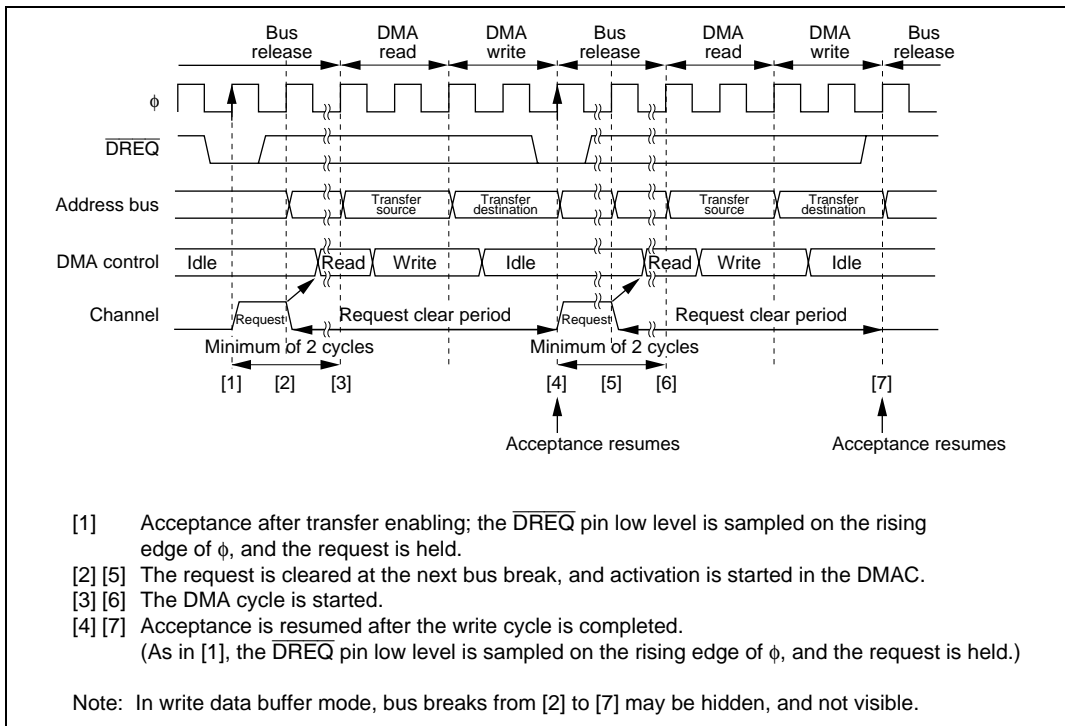 Bus release DMA read DMA write Bus release DMA read DMA write Bus release
φ
DREQ
Address bus Transfer source Transfer destination Transfer source Transfer destination
DMA control Idle Read Write Idle Read Write Idle
Channel Request Request clear period Request Request clear period
Minimum of 2 cycles Minimum of 2 cycles
[1] [2] [3] [4] [5] [6] [7]
Acceptance resumes Acceptance resumes
[1] Acceptance after transfer enabling; the DREQ pin low level is sampled on the rising
edge of φ, and the request is held.
[2] [5] The request is cleared at the next bus break, and activation is started in the DMAC.
[3] [6] The DMA cycle is started.
[4] [7] Acceptance is resumed after the write cycle is completed.
(As in [1], the DREQ pin low level is sampled on the rising edge of φ, and the request is held.)
Note: In write data buffer mode, bus breaks from [2] to [7] may be hidden, and not visible.